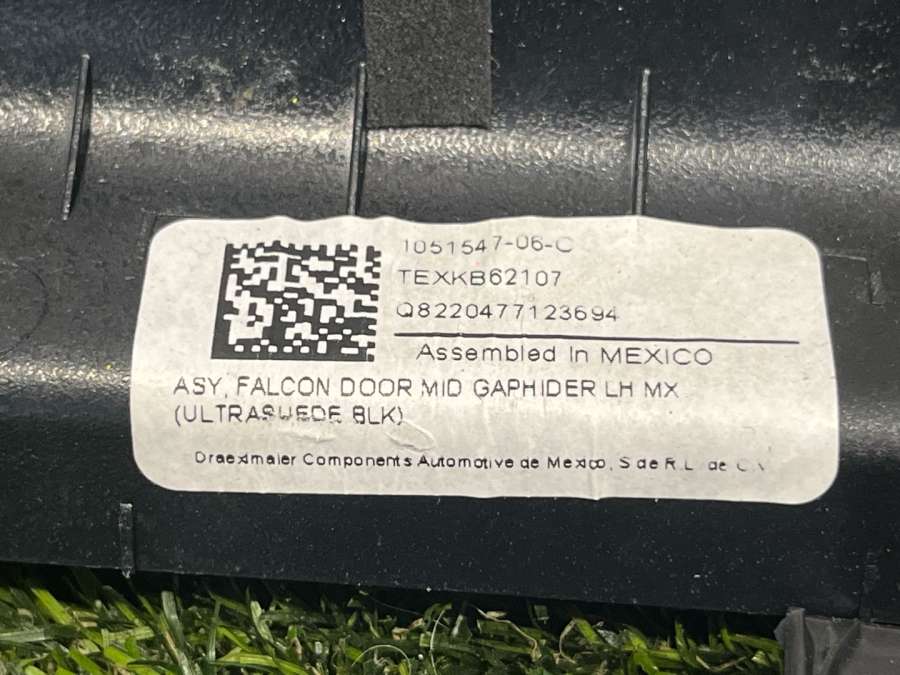 1051547-06-C
TEXKB62107
Q8220477123694
Assembled In MEXICO
ASY, FALCON DOOR MID GAPHIDER LH MX
(ULTRASUEDE BLK)
Draexlmaier Components Automotive de Mexico, S de R.L. de C.V